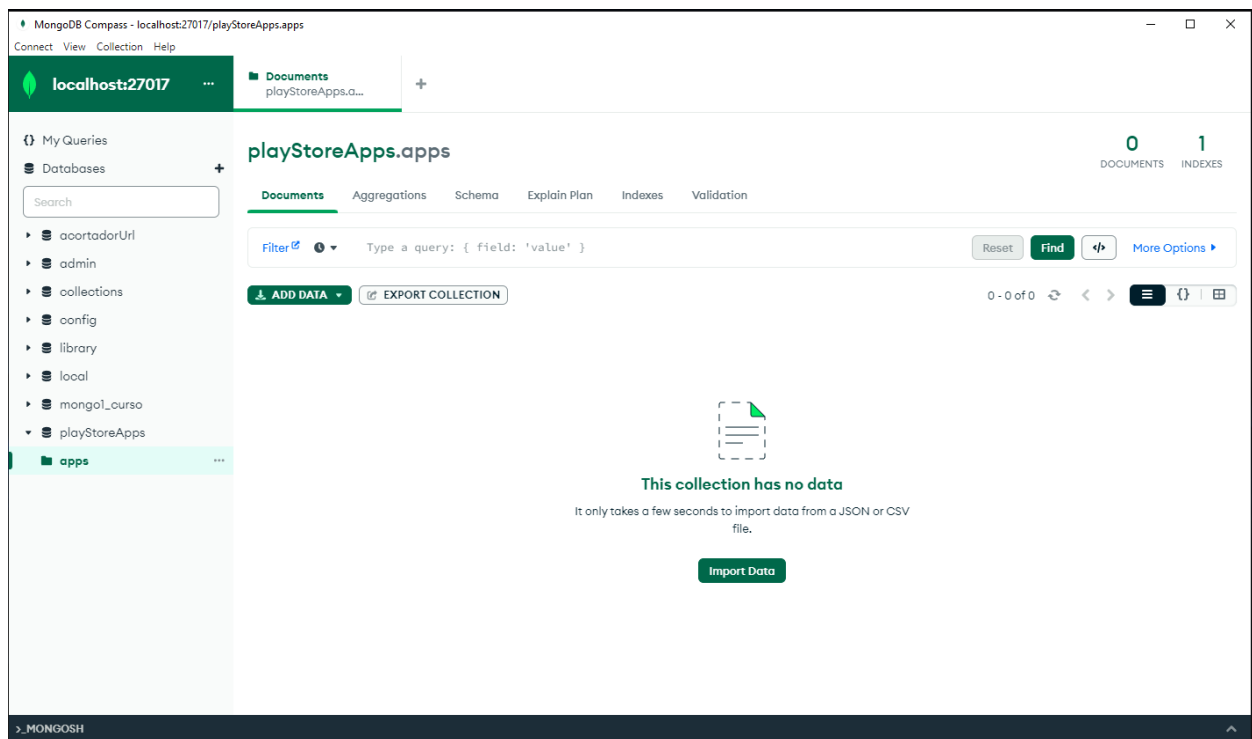 MongoDB Compass - localhost:27017/playStoreApps.apps
Connect View Collection Help
localhost:27017 ...
Documents
playStoreApps.a...
+
{} My Queries
Databases +
Search
acortadorUrl
admin
collections
config
library
local
mongo1_curso
playStoreApps
apps ...
playStoreApps.apps
0
DOCUMENTS
1
INDEXES
Documents Aggregations Schema Explain Plan Indexes Validation
Filter Type a query: { field: 'value' } Reset Find </> More Options
ADD DATA EXPORT COLLECTION 0 - 0 of 0 < > {}
This collection has no data
It only takes a few seconds to import data from a JSON or CSV
file.
Import Data
>_MONGOSH